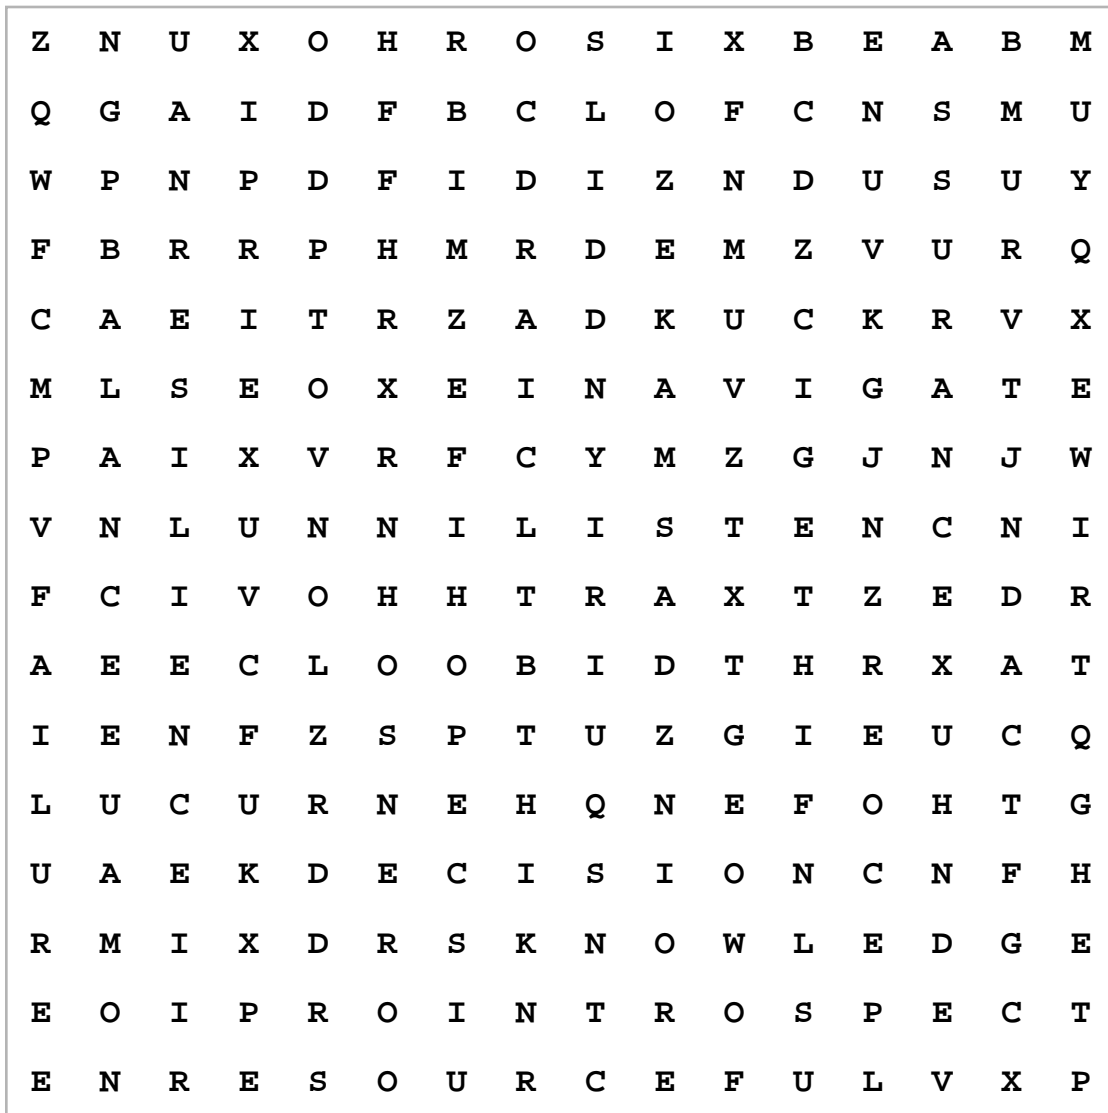 Z N U X O H R O S I X B E A B M
Q G A I D F B C L O F C N S M U
W P N P D F I D I Z N D U S U Y
F B R R P H M R D E M Z V U R Q
C A E I T R Z A D K U C K R V X
M L S E O X E I N A V I G A T E
P A I X V R F C Y M Z G J N J W
V N L U N N I L I S T E N C N I
F C I V O H H T R A X T Z E D R
A E E C L O O B I D T H R X A T
I E N F Z S P T U Z G I E U C Q
L U C U R N E H Q N E F O H T G
U A E K D E C I S I O N C N F H
R M I X D R S K N O W L E D G E
E O I P R O I N T R O S P E C T
E N R E S O U R C E F U L V X P